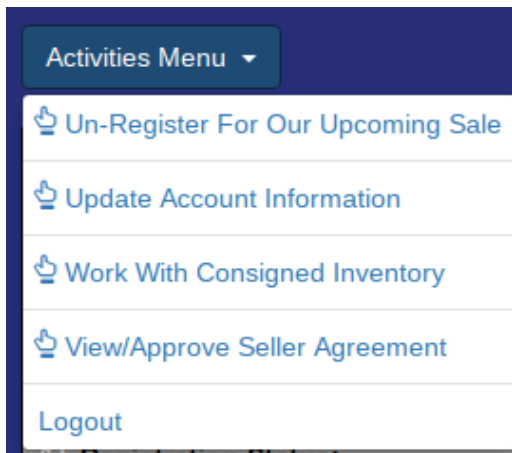 Activities Menu
Un-Register For Our Upcoming Sale
Update Account Information
Work With Consigned Inventory
View/Approve Seller Agreement
Logout